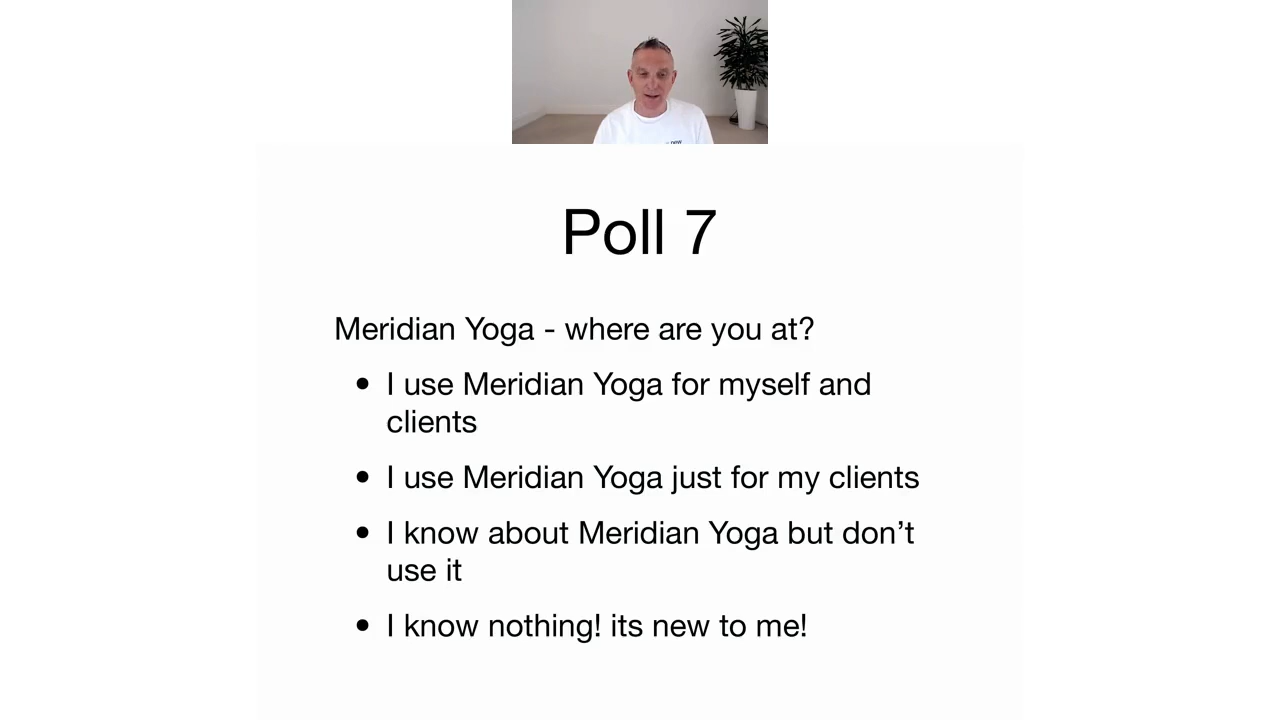 new
Poll 7
Meridian Yoga - where are you at?
• I use Meridian Yoga for myself and
clients
• I use Meridian Yoga just for my clients
• I know about Meridian Yoga but don’t
use it
• I know nothing! its new to me!